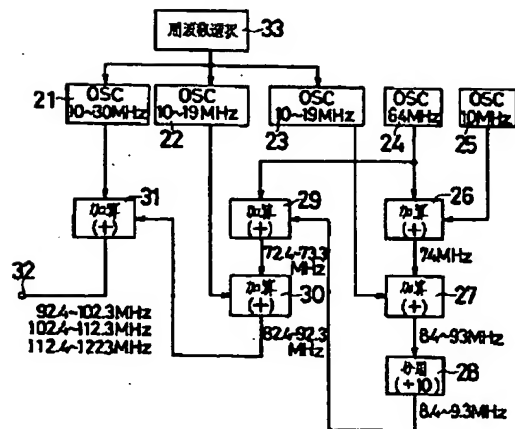 周波数選択
33
OSC
10~30MHz
21
OSC
10~19MHz
22
OSC
10~19MHz
23
OSC
64MHz
24
OSC
10MHz
25
加算
(+)
31
加算
(+)
29
加算
(+)
26
72.4~73.3
MHz
74MHz
32
加算
(+)
30
加算
(+)
27
92.4~102.3MHz
102.4~112.3MHz
112.4~122.3MHz
82.4~92.3
MHz
84~93MHz
分周
(÷10)
28
8.4~9.3MHz